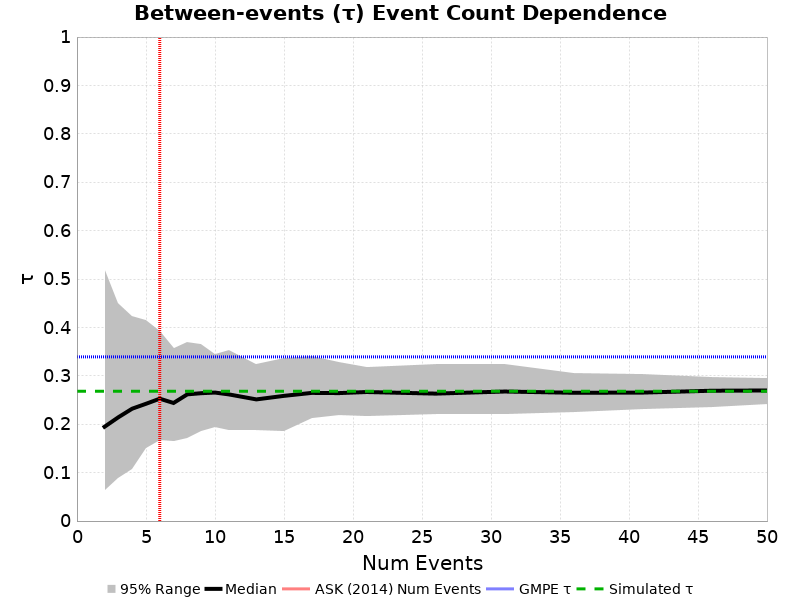 Between-events (τ) Event Count Dependence
1
0.9
0.8
0.7
0.6
0.5
0.4
0.3
0.2
0.1
0
τ
0 5 10 15 20 25 30 35 40 45 50
Num Events
95% Range Median ASK (2014) Num Events GMPE τ Simulated τ